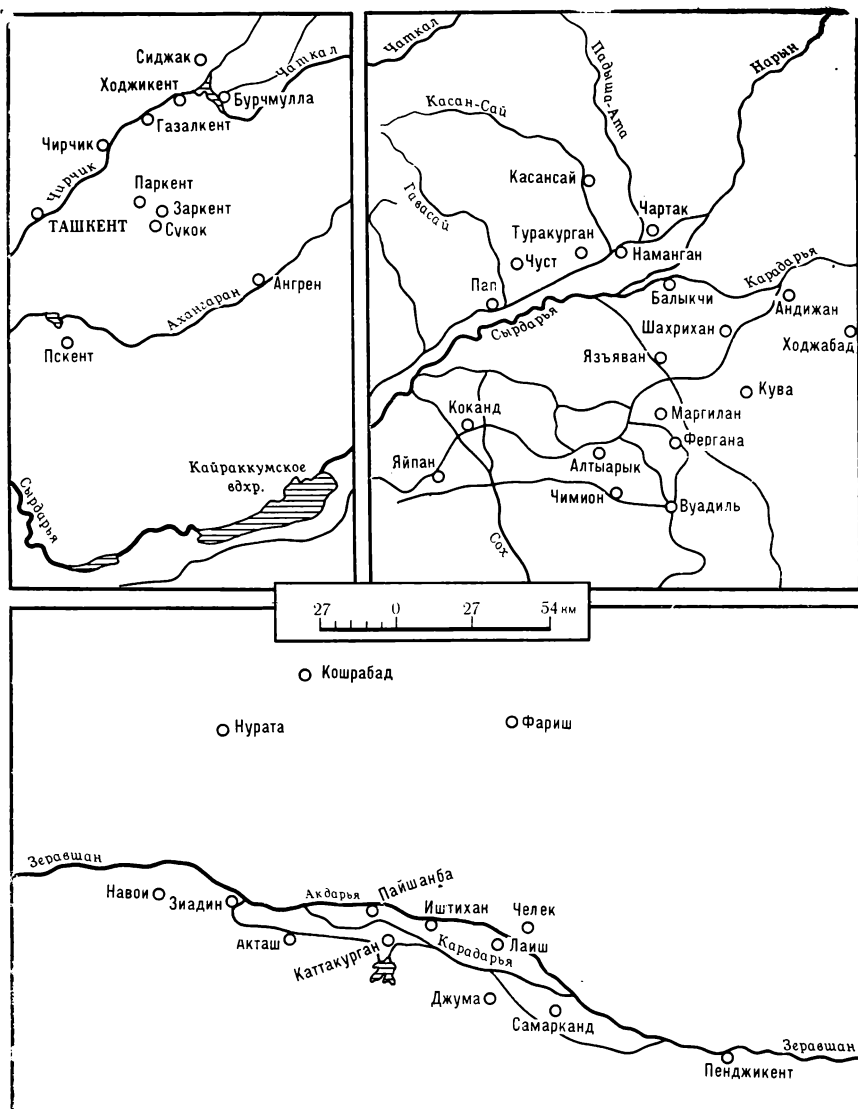 Сиджак
Чаткал
Ходжикент
Бурчмулла
Газалкент
Чирчик
Чирчик
Паркент
Заркент
ТАШКЕНТ
Сукок
Ангрен
Ахангаран
Пскент
Кайраккумское
вдхр.
Сырдарья
Чаткал
Падыша-Ата
Нарын
Касан-Сай
Касансай
Гавасай
Чартак
Туракурган
Наманган
Чуст
Карадарья
Пап
Балыкчи
Андижан
Сырдарья
Шахрихан
Ходжабад
Язъяван
Кува
Коканд
Маргилан
Фергана
Яйпан
Алтыарык
Чимион
Вуадиль
Сох
27 0 27 54 км
Кошрабад
Нурата
Фариш
Зеравшан
Навои
Зиадин
Акдарья
Пайшанба
Иштихан
Челек
Акташ
Каттакурган
Карадарья
Лаиш
Джума
Самарканд
Зеравшан
Пенджикент